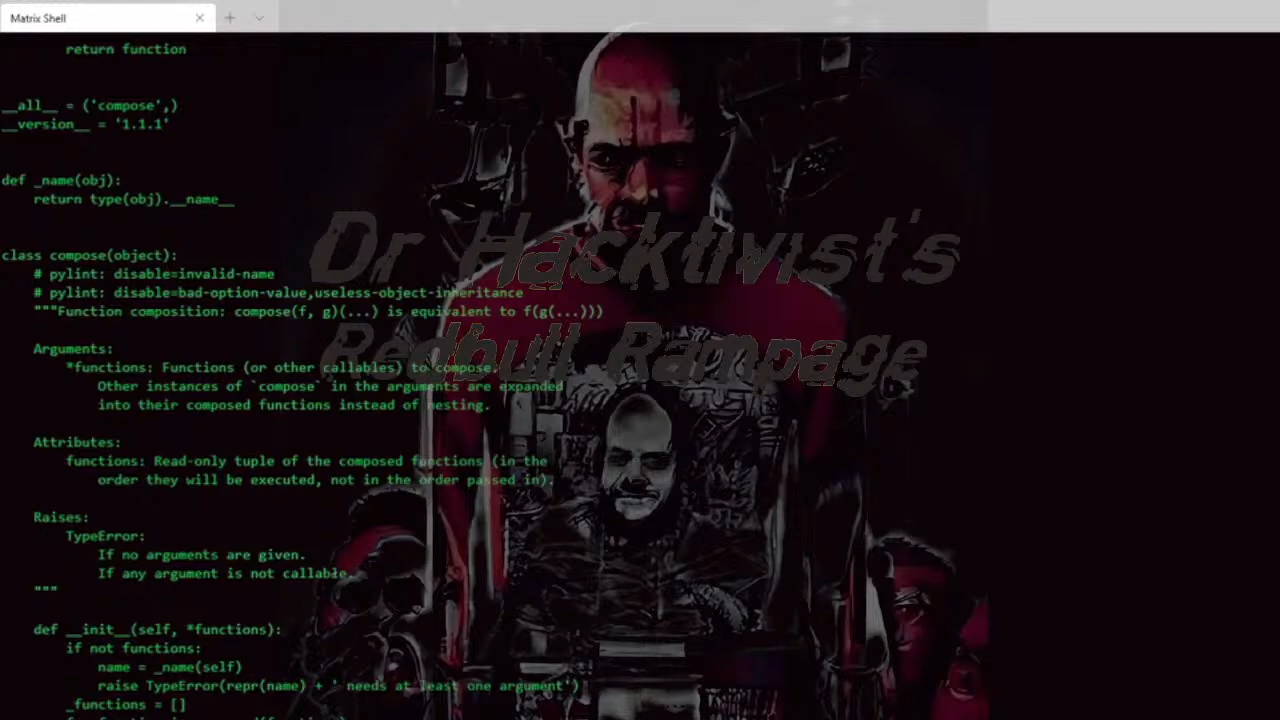 Matrix Shell
return function
__all__ = ('compose',)
__version__ = '1.1.1'
def _name(obj):
return type(obj).__name__
Dr Hacktivist's
Redbull Rampage
class compose(object):
# pylint: disable=invalid-name
# pylint: disable=bad-option-value,useless-object-inheritance
"""Function composition: compose(f, g)(...) is equivalent to f(g(...)))
Arguments:
*functions: Functions (or other callables) to compose.
Other instances of `compose` in the arguments are expanded
into their composed functions instead of nesting.
Attributes:
functions: Read-only tuple of the composed functions (in the
order they will be executed, not in the order passed in).
Raises:
TypeError:
If no arguments are given.
If any argument is not callable.
"""
def __init__(self, *functions):
if not functions:
name = _name(self)
raise TypeError(repr(name) + ' needs at least one argument')
_functions = []